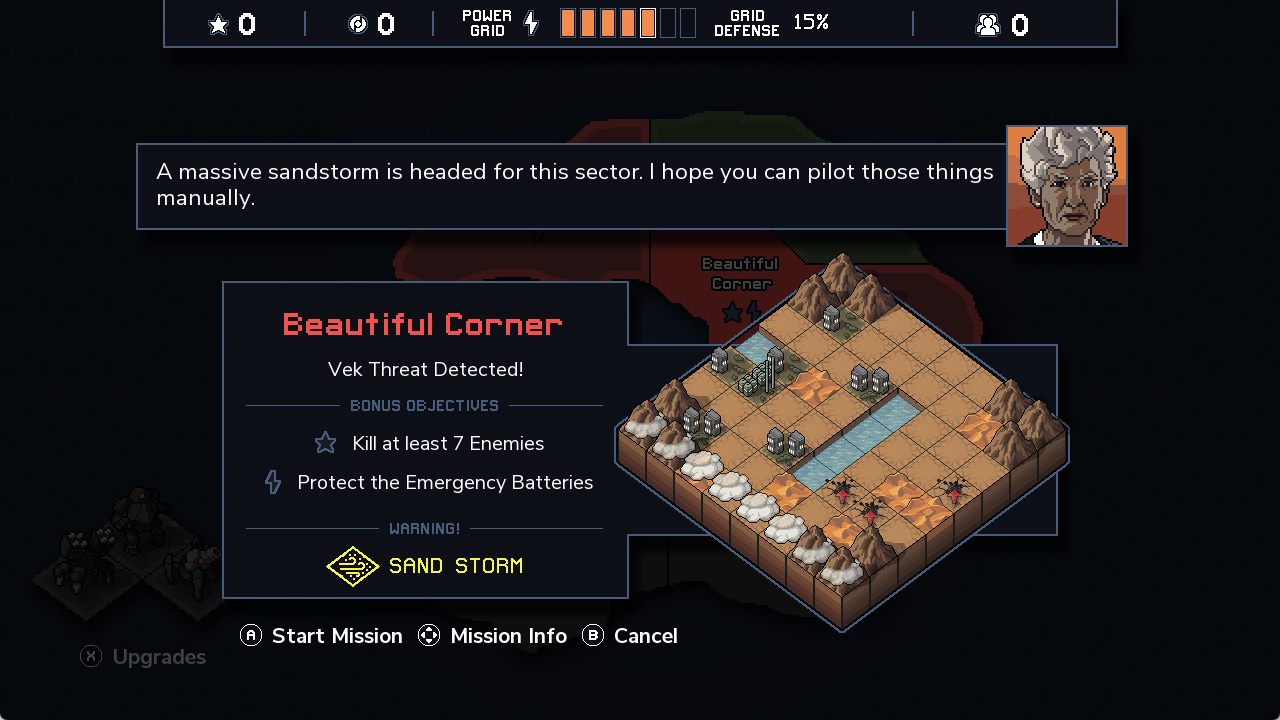 0
0
POWER
GRID
GRID
DEFENSE
15%
0
A massive sandstorm is headed for this sector. I hope you can pilot those things
manually.
Beautiful
Corner
Beautiful Corner
Vek Threat Detected!
BONUS OBJECTIVES
Kill at least 7 Enemies
Protect the Emergency Batteries
WARNING!
SAND STORM
A Start Mission
Mission Info
B Cancel
X Upgrades